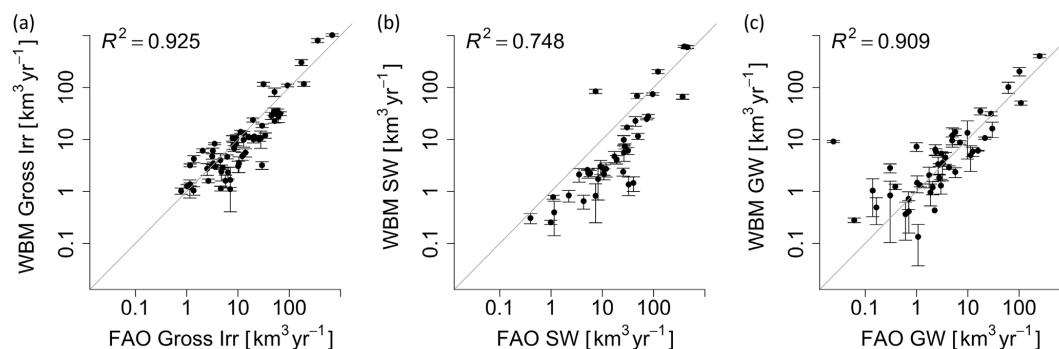 (a)
R² = 0.925
WBM Gross Irr [km³ yr⁻¹]
100
10
1
0.1
0.1 1 10 100
FAO Gross Irr [km³ yr⁻¹]
(b)
R² = 0.748
WBM SW [km³ yr⁻¹]
100
10
1
0.1
0.1 1 10 100
FAO SW [km³ yr⁻¹]
(c)
R² = 0.909
WBM GW [km³ yr⁻¹]
100
10
1
0.1
0.1 1 10 100
FAO GW [km³ yr⁻¹]